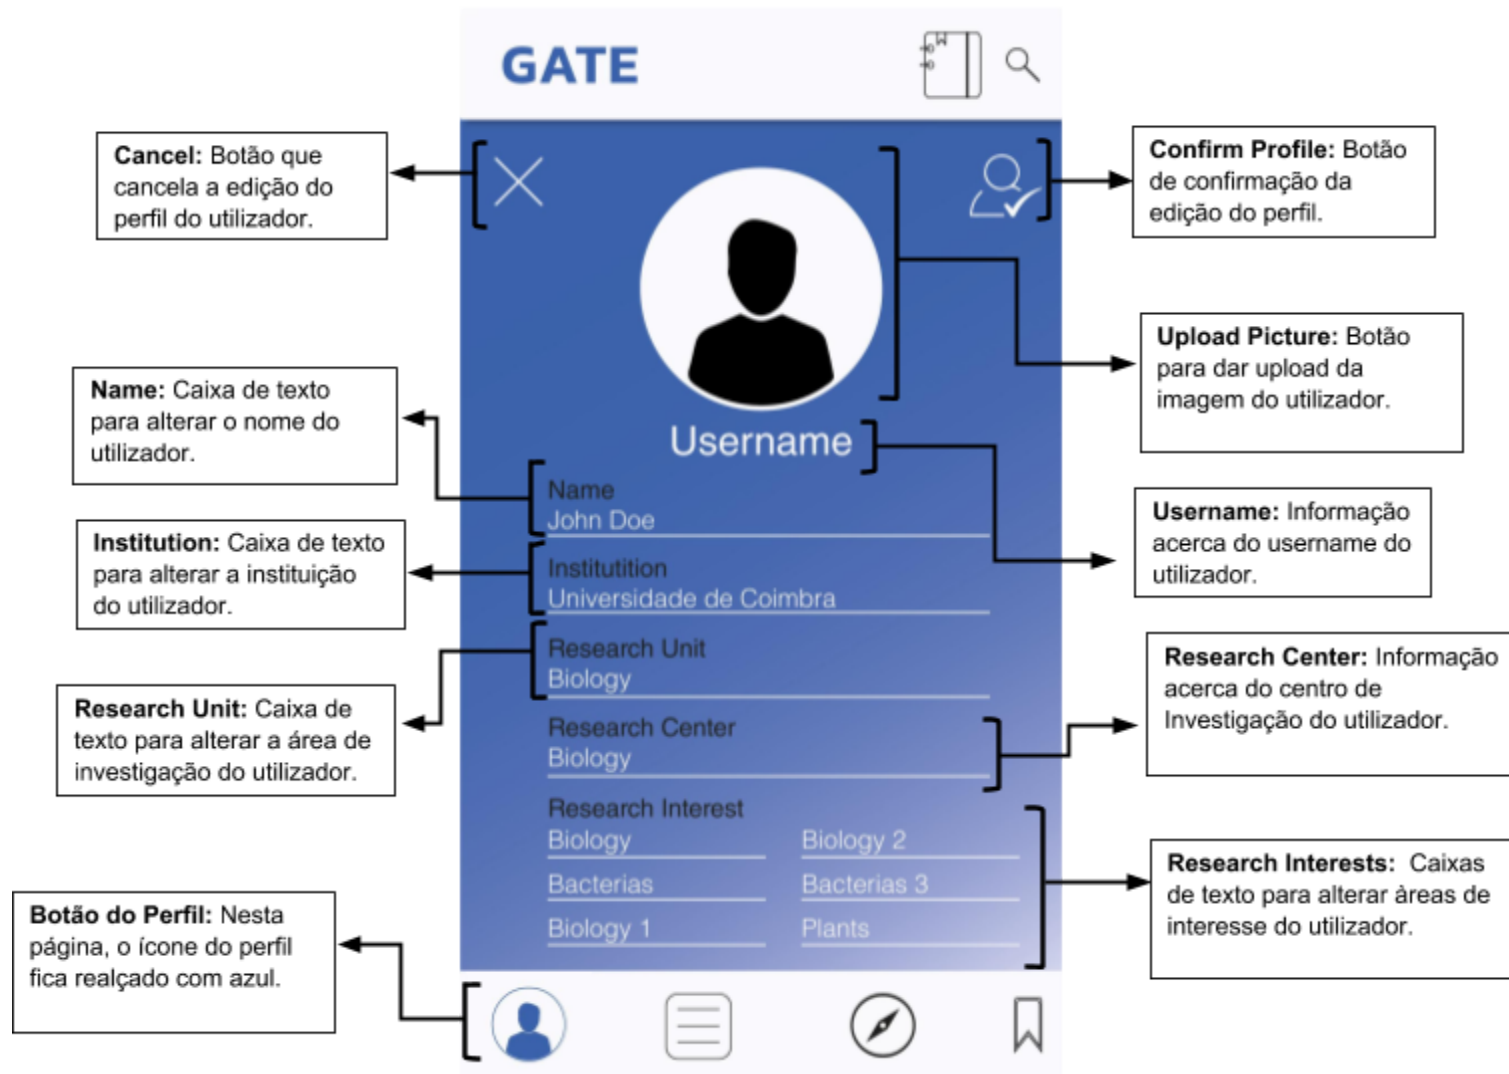 GATE
Cancel: Botão que
cancela a edição do
perfil do utilizador.
Confirm Profile: Botão
de confirmação da
edição do perfil.
Upload Picture: Botão
para dar upload da
imagem do utilizador.
Name: Caixa de texto
para alterar o nome do
utilizador.
Username
Name
John Doe
Username: Informação
acerca do username do
utilizador.
Institution: Caixa de texto
para alterar a instituição
do utilizador.
Institutition
Universidade de Coimbra
Research Unit
Biology
Research Center: Informação
acerca do centro de
Investigação do utilizador.
Research Unit: Caixa de
texto para alterar a área de
investigação do utilizador.
Research Center
Biology
Research Interest
Biology
Biology 2
Bacterias
Bacterias 3
Biology 1
Plants
Research Interests:  Caixas
de texto para alterar àreas de
interesse do utilizador.
Botão do Perfil: Nesta
página, o ícone do perfil
fica realçado com azul.